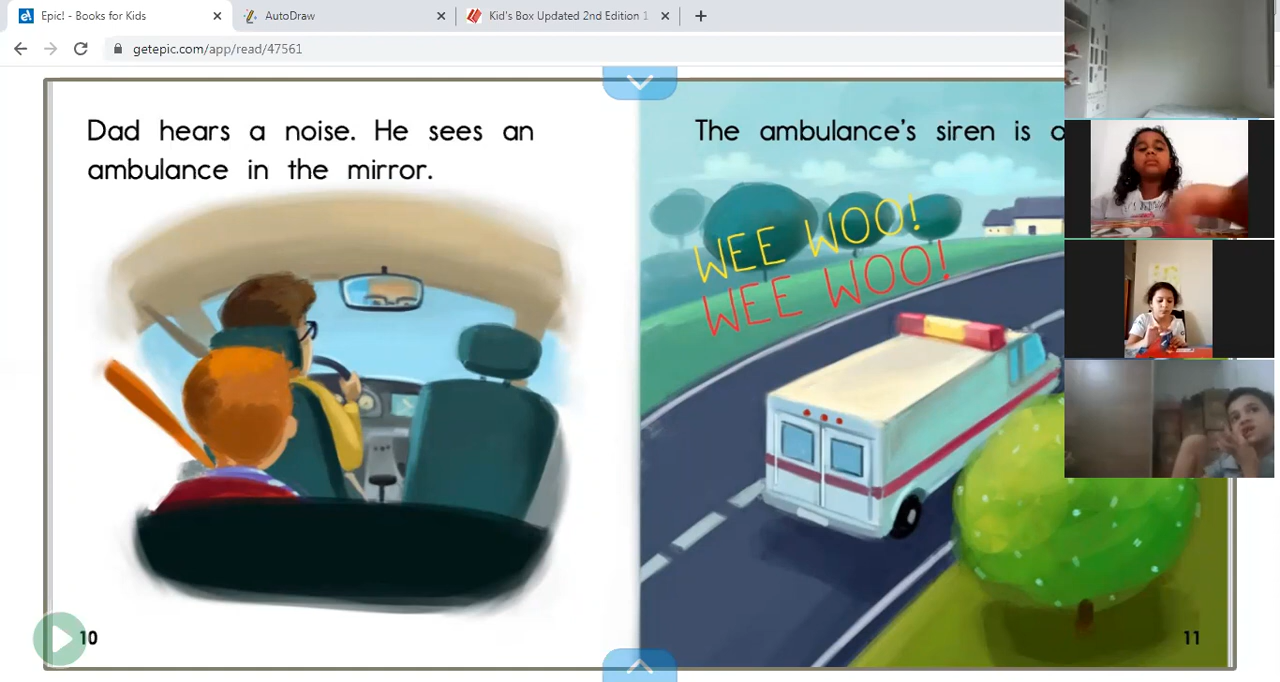 Epic! - Books for Kids
AutoDraw
Kid's Box Updated 2nd Edition 1
getepic.com/app/read/47561
Dad hears a noise. He sees an
ambulance in the mirror.
10
The ambulance's siren is
WEE WOO!
WEE WOO!
11